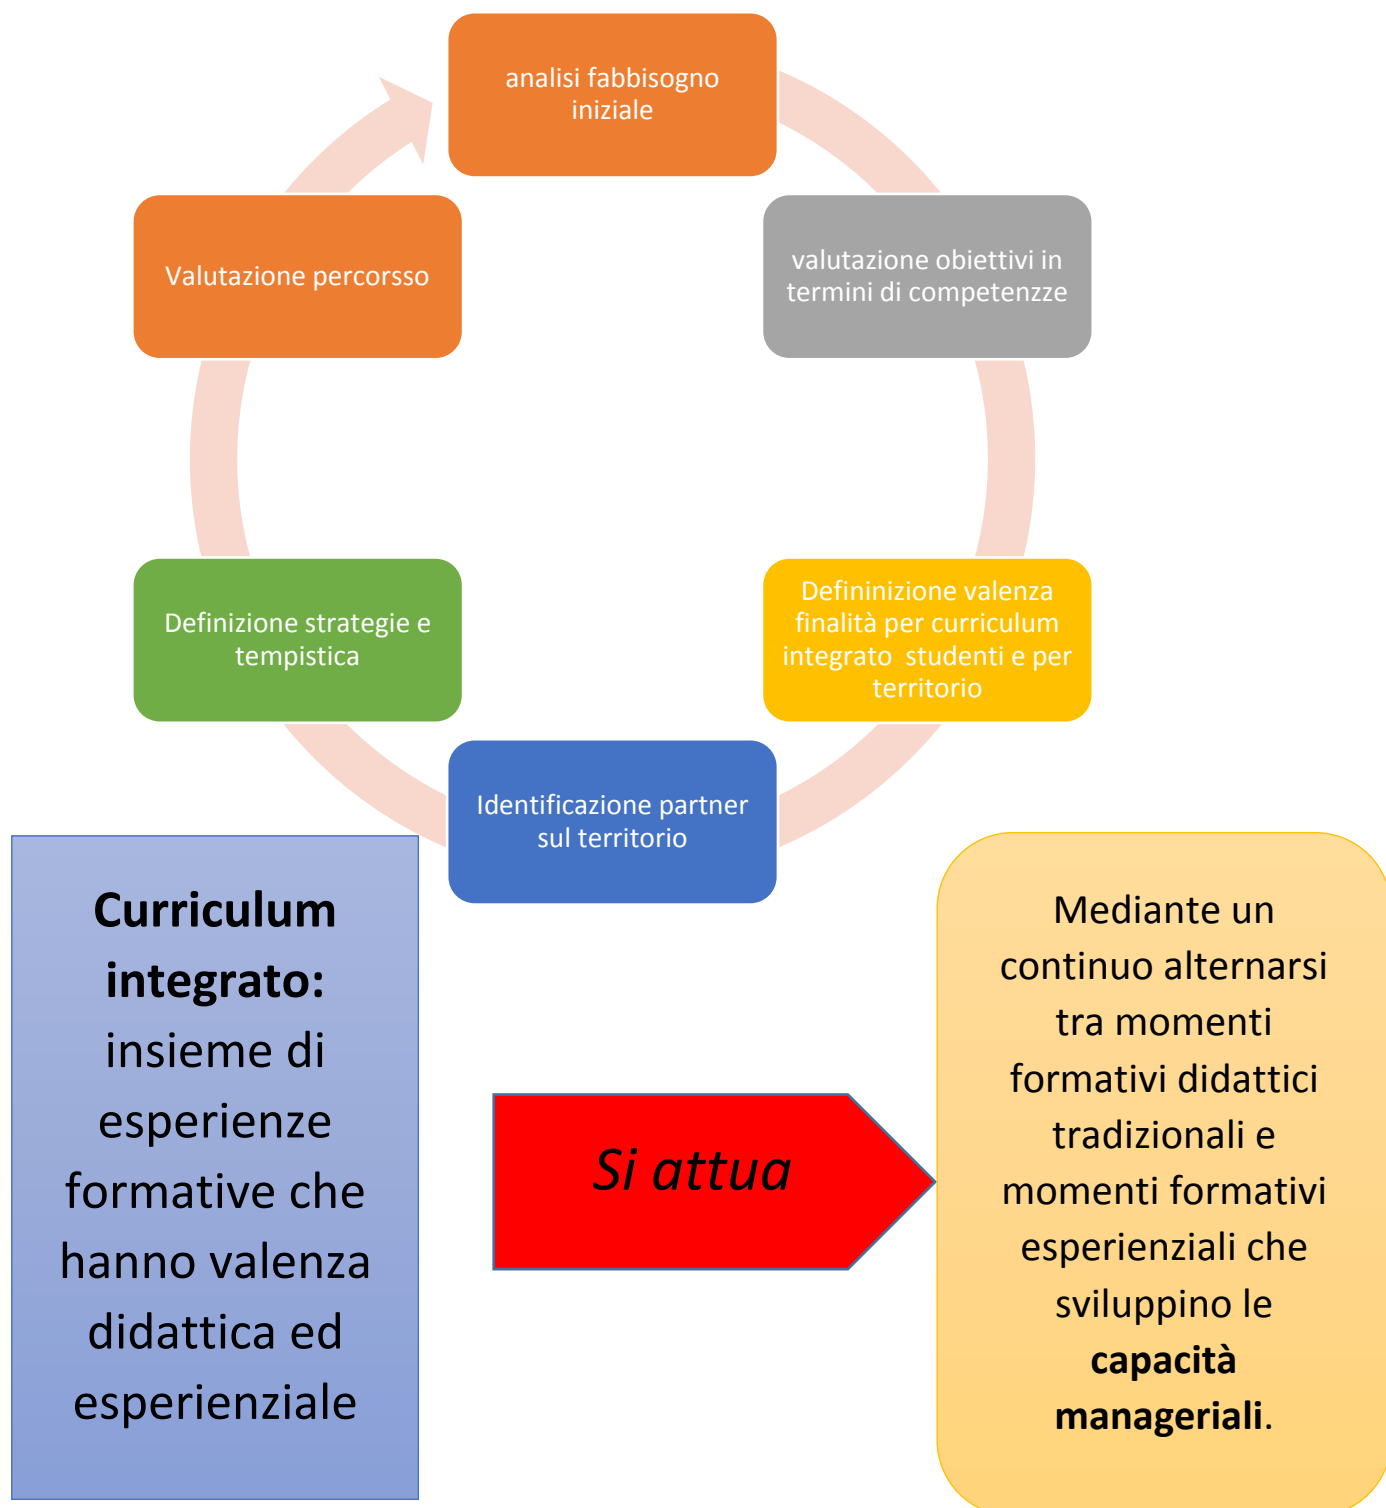 analisi fabbisogno
iniziale
valutazione obiettivi in
termini di competenzze
Defininizione valenza
finalità per curriculum
integrato  studenti e per
territorio
Identificazione partner
sul territorio
Definizione strategie e
tempistica
Valutazione percorsso
Curriculum
integrato:
insieme di
esperienze
formative che
hanno valenza
didattica ed
esperienziale
Si attua
Mediante un
continuo alternarsi
tra momenti
formativi didattici
tradizionali e
momenti formativi
esperienziali che
sviluppino le
capacità
manageriali.